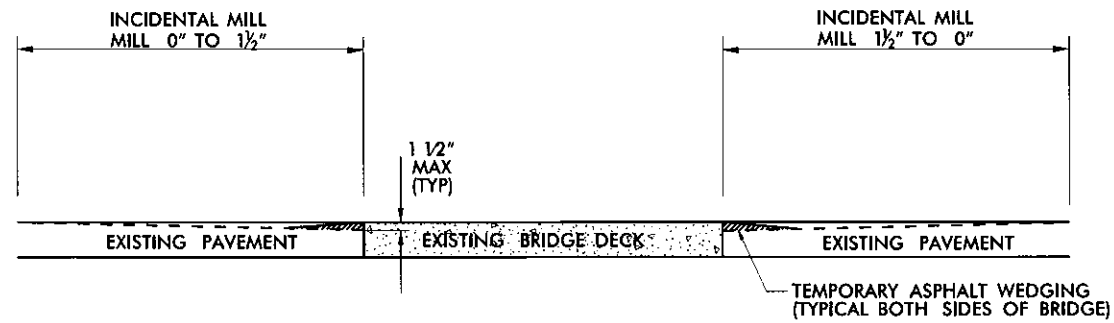 INCIDENTAL MILL
MILL 0" TO 1½"
INCIDENTAL MILL
MILL 1½" TO 0"
1 1/2"
MAX
(TYP)
EXISTING PAVEMENT
EXISTING BRIDGE DECK
EXISTING PAVEMENT
TEMPORARY ASPHALT WEDGING
(TYPICAL BOTH SIDES OF BRIDGE)